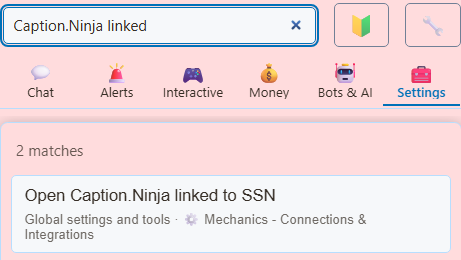 Caption.Ninja linked
Chat
Alerts
Interactive
Money
Bots & AI
Settings
2 matches
Open Caption.Ninja linked to SSN
Global settings and tools · Mechanics - Connections &
Integrations